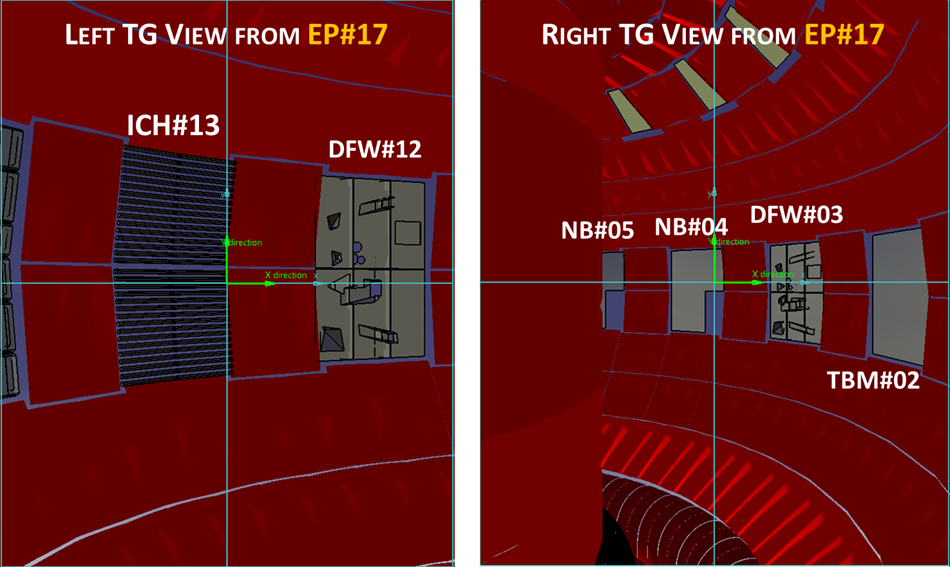 LEFT TG VIEW FROM EP#17
ICH#13
DFW#12
Y direction
X direction
x
y
RIGHT TG VIEW FROM EP#17
NB#05
NB#04
DFW#03
Y direction
X direction
x
y
TBM#02